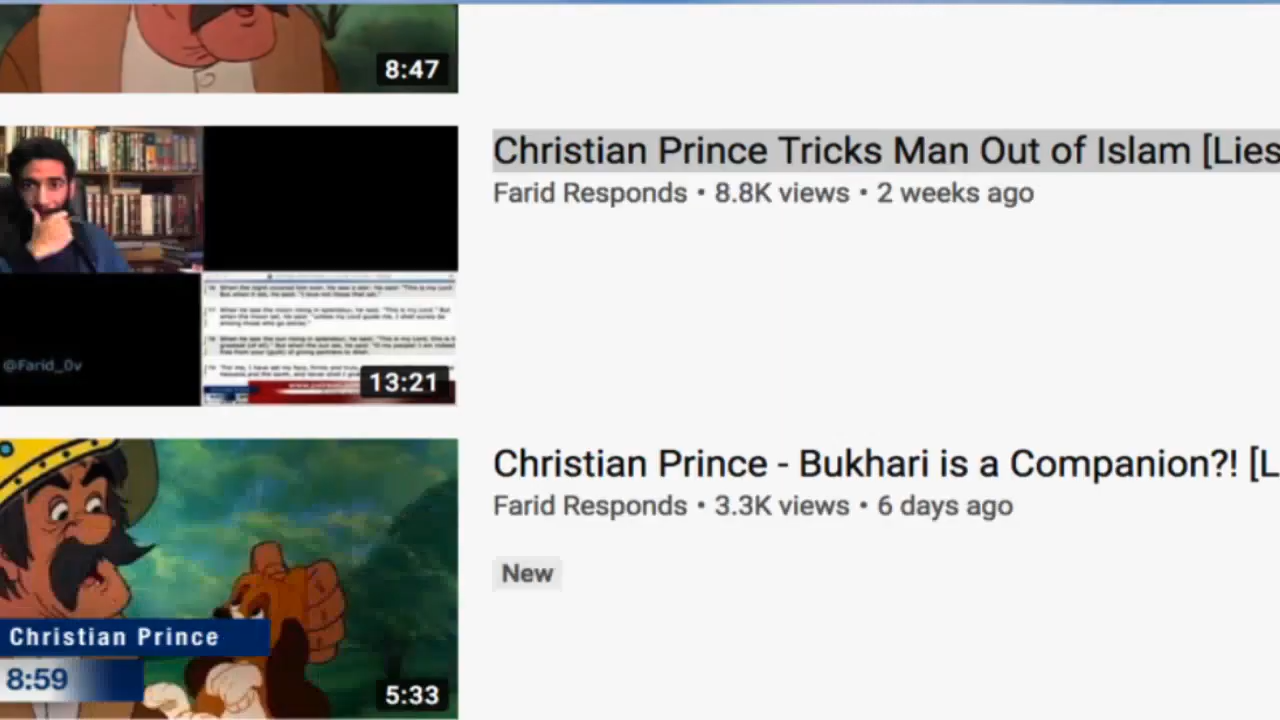 8:47
Christian Prince Tricks Man Out of Islam [Lies
Farid Responds • 8.8K views • 2 weeks ago
@Farid_0v
13:21
Christian Prince - Bukhari is a Companion?! [L
Farid Responds • 3.3K views • 6 days ago
New
Christian Prince
8:59
5:33